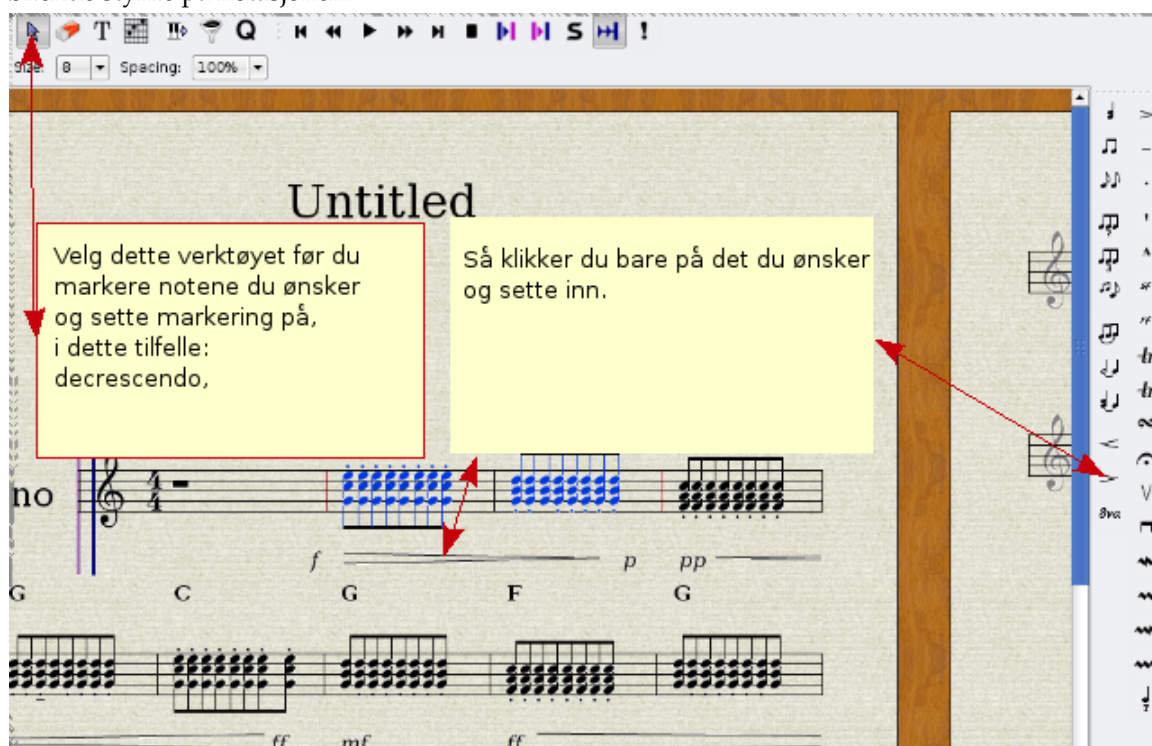 T Q S !
Size: 8 Spacing: 100%
Untitled
Velg dette verktøyet før du
markere notene du ønsker
og sette markering på,
i dette tilfelle:
decrescendo,
Så klikker du bare på det du ønsker
og sette inn.
no
f p pp
G C G F G
ff mf ff
8va